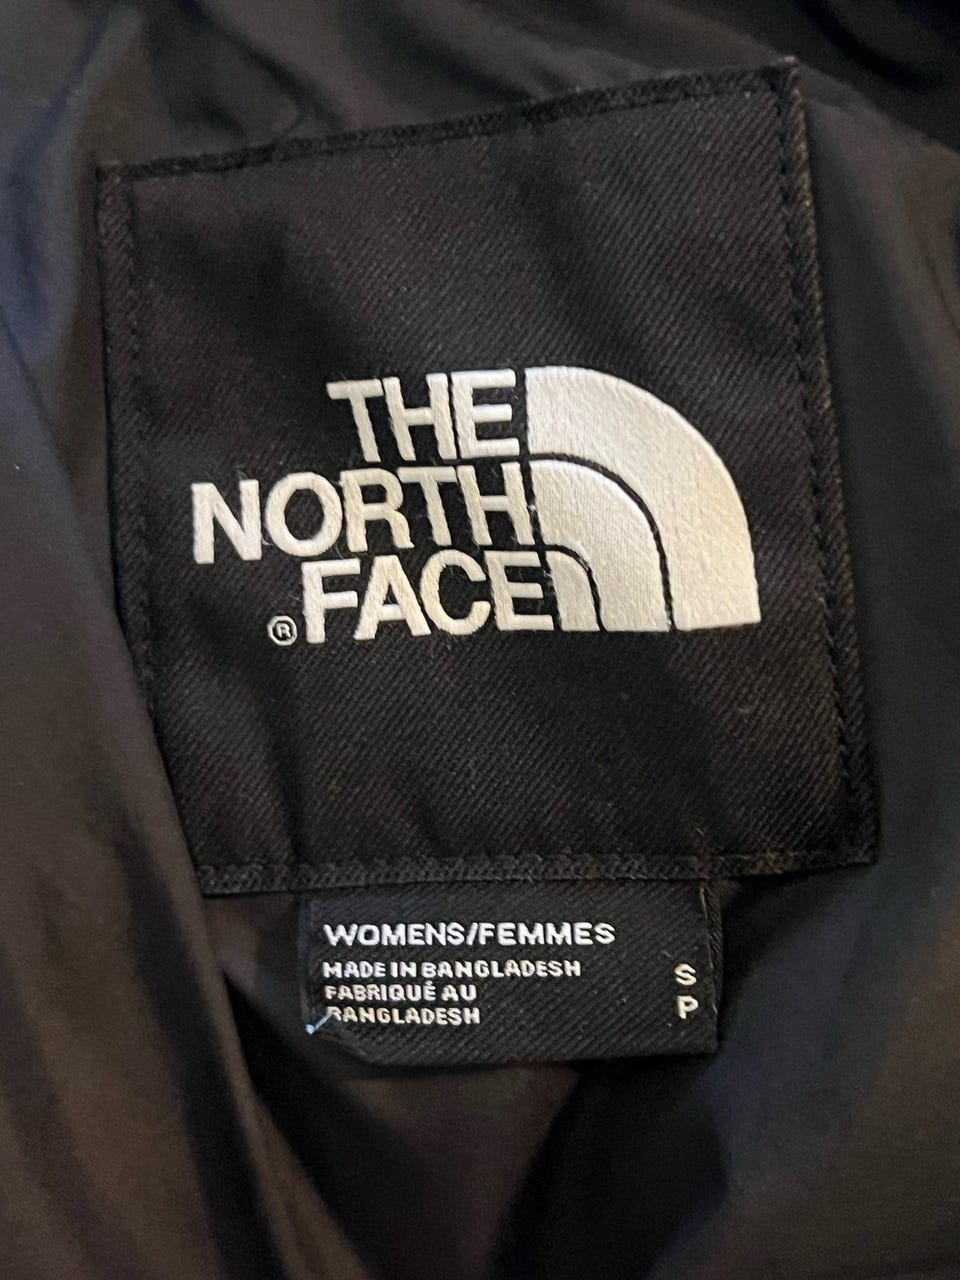 THE
NORTH
® FACE
WOMENS/FEMMES
MADE IN BANGLADESH S
FABRIQUÉ AU P
BANGLADESH